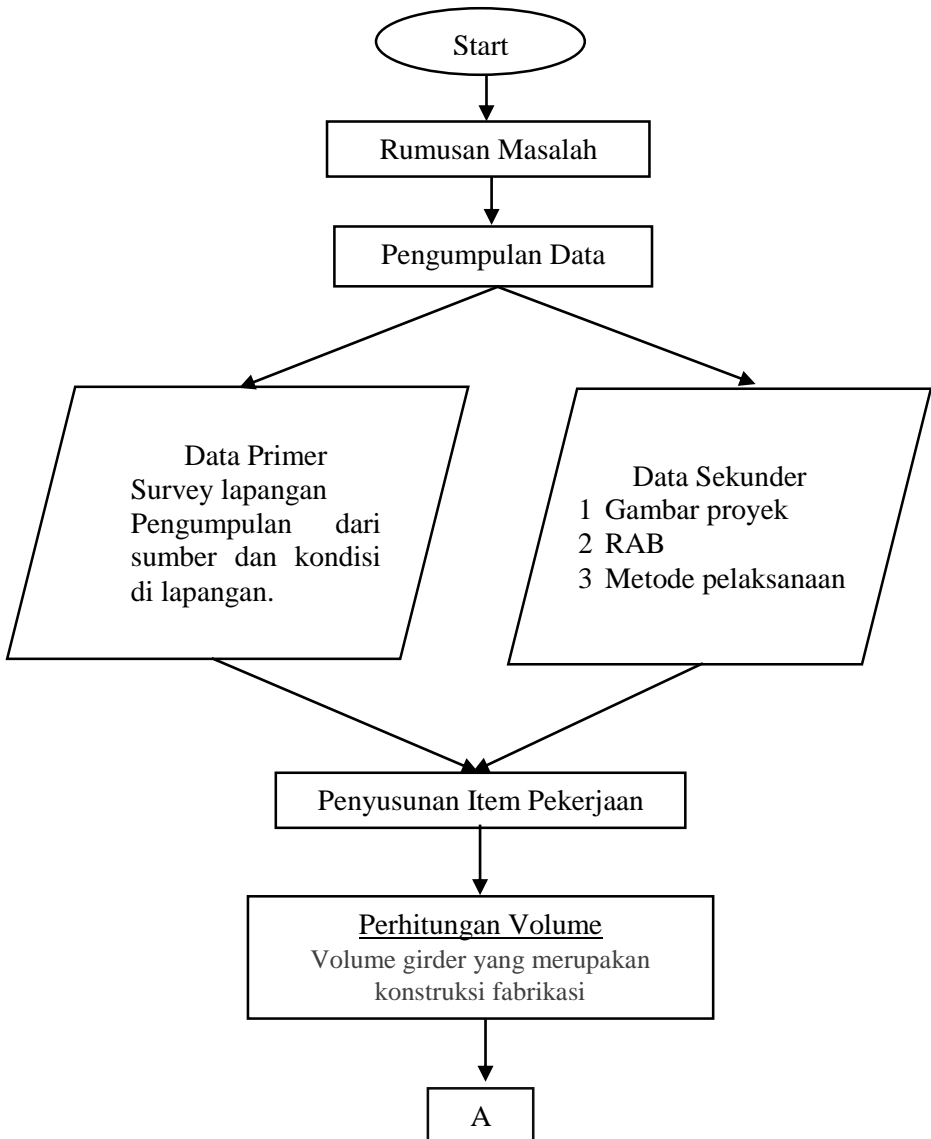 Start
Rumusan Masalah
Pengumpulan Data
Data Primer
Survey lapangan
Pengumpulan dari
sumber dan kondisi
di lapangan.
Data Sekunder
1 Gambar proyek
2 RAB
3 Metode pelaksanaan
Penyusunan Item Pekerjaan
Perhitungan Volume
Volume girder yang merupakan
konstruksi fabrikasi
A